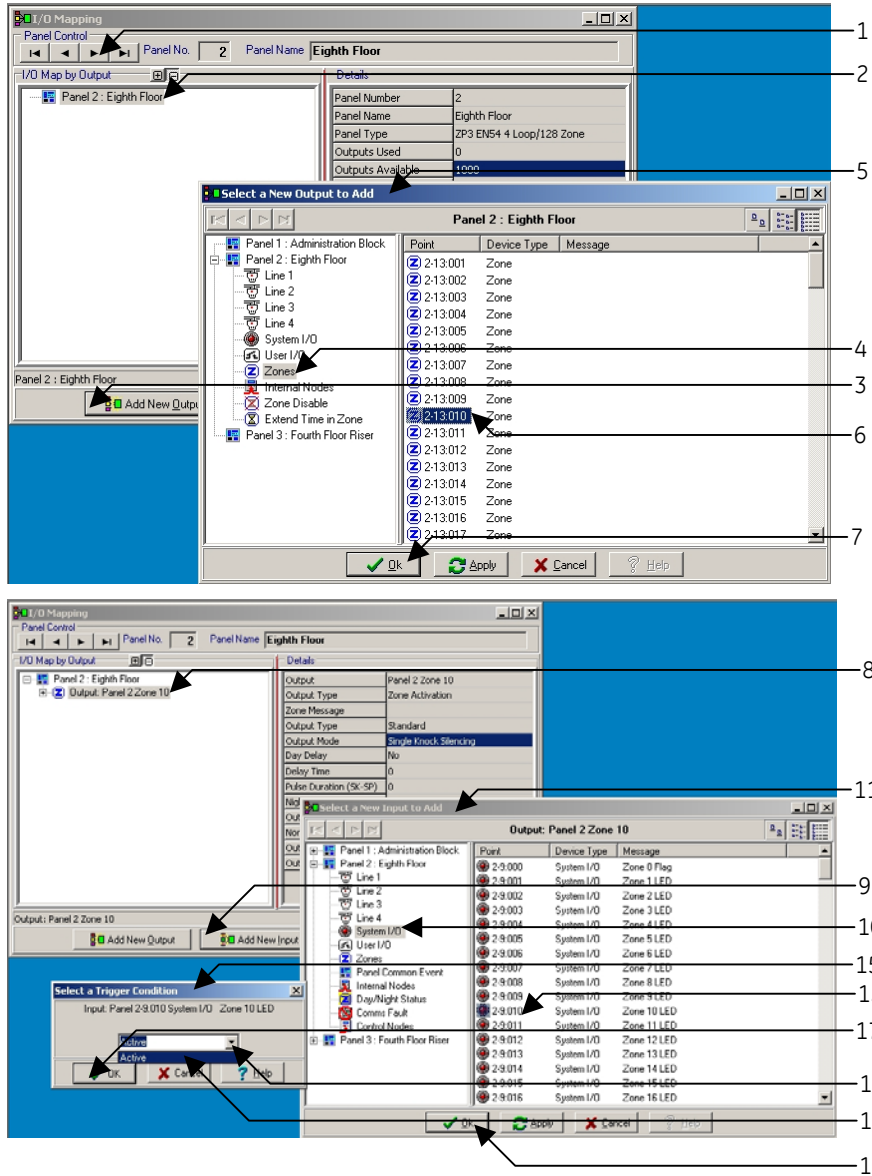 I/O Mapping
Panel Control
Panel No. 2 Panel Name Eighth Floor
1
I/O Map by Output
Details
2
Panel 2 : Eighth Floor
Panel Number 2
Panel Name Eighth Floor
Panel Type ZP3 EN54 4 Loop/128 Zone
Outputs Used 0
Outputs Available 1000
5
Select a New Output to Add
Panel 2 : Eighth Floor
Panel 1 : Administration Block
Panel 2 : Eighth Floor
Line 1
Line 2
Line 3
Line 4
System I/O
User I/O
Zones
Internal Nodes
Zone Disable
Extend Time in Zone
Panel 3 : Fourth Floor Riser
Point Device Type Message
2-13:001 Zone
2-13:002 Zone
2-13:003 Zone
2-13:004 Zone
2-13:005 Zone
2-13:006 Zone
2-13:007 Zone
2-13:008 Zone
2-13:009 Zone
2-13:010 Zone
2-13:011 Zone
2-13:012 Zone
2-13:013 Zone
2-13:014 Zone
2-13:015 Zone
2-13:016 Zone
2-13:017 Zone
4
3
6
7
Panel 2 : Eighth Floor
Add New Outpu
Ok Apply Cancel Help
I/O Mapping
Panel Control
Panel No. 2 Panel Name Eighth Floor
I/O Map by Output
Details
8
Panel 2 : Eighth Floor
Output: Panel 2 Zone 10
Output Panel 2 Zone 10
Output Type Zone Activation
Zone Message
Output Type Standard
Output Mode Single Knock Silencing
Day Delay No
Delay Time 0
Pulse Duration (SK-SP) 0
Nig
Out
Nor
Out
Out
11
Select a New Input to Add
Output: Panel 2 Zone 10
Panel 1 : Administration Block
Panel 2 : Eighth Floor
Line 1
Line 2
Line 3
Line 4
System I/O
User I/O
Zones
Panel Common Event
Internal Nodes
Day/Night Status
Comms Fault
Control Nodes
Panel 3 : Fourth Floor Riser
Point Device Type Message
2-9:000 System I/O Zone 0 Flag
2-9:001 System I/O Zone 1 LED
2-9:002 System I/O Zone 2 LED
2-9:003 System I/O Zone 3 LED
2-9:004 System I/O Zone 4 LED
2-9:005 System I/O Zone 5 LED
2-9:006 System I/O Zone 6 LED
2-9:007 System I/O Zone 7 LED
2-9:008 System I/O Zone 8 LED
2-9:009 System I/O Zone 9 LED
2-9:010 System I/O Zone 10 LED
2-9:011 System I/O Zone 11 LED
2-9:012 System I/O Zone 12 LED
2-9:013 System I/O Zone 13 LED
2-9:014 System I/O Zone 14 LED
2-9:015 System I/O Zone 15 LED
2-9:016 System I/O Zone 16 LED
9
15
17
Output: Panel 2 Zone 10
Add New Output Add New Input
Select a Trigger Condition
Input: Panel 2-9:010 System I/O Zone 10 LED
Active
Active
OK Cancel Help
Ok Apply Cancel Help